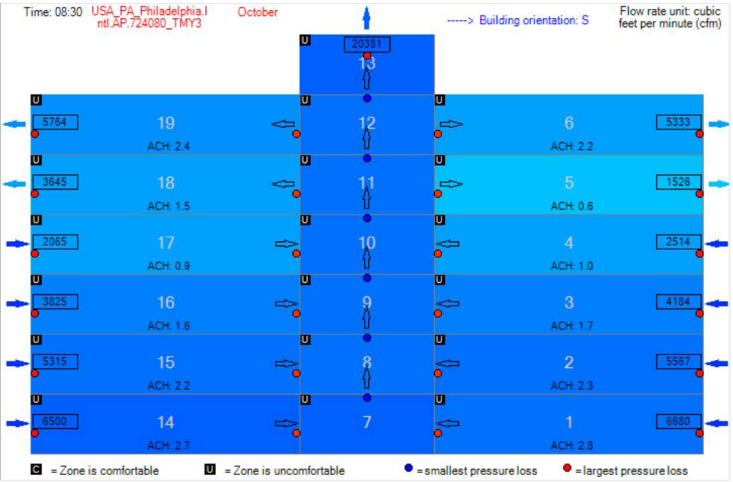 Time: 08:30 USA_PA_Philadelphia.I October -----> Building orientation: S Flow rate unit: cubic
ntl.AP.724080_TMY3 feet per minute (cfm)
U 20381
13
U U U
5764 19 12 6 5333
ACH: 2.4 ACH: 2.2
U U U
3645 18 11 5 1526
ACH: 1.5 ACH: 0.6
U U U
2065 17 10 4 2514
ACH: 0.9 ACH: 1.0
U U U
3825 16 9 3 4184
ACH: 1.6 ACH: 1.7
U U U
5315 15 8 2 5567
ACH: 2.2 ACH: 2.3
U U U
6500 14 7 1 6680
ACH: 2.7 ACH: 2.8
C = Zone is comfortable U = Zone is uncomfortable = smallest pressure loss = largest pressure loss